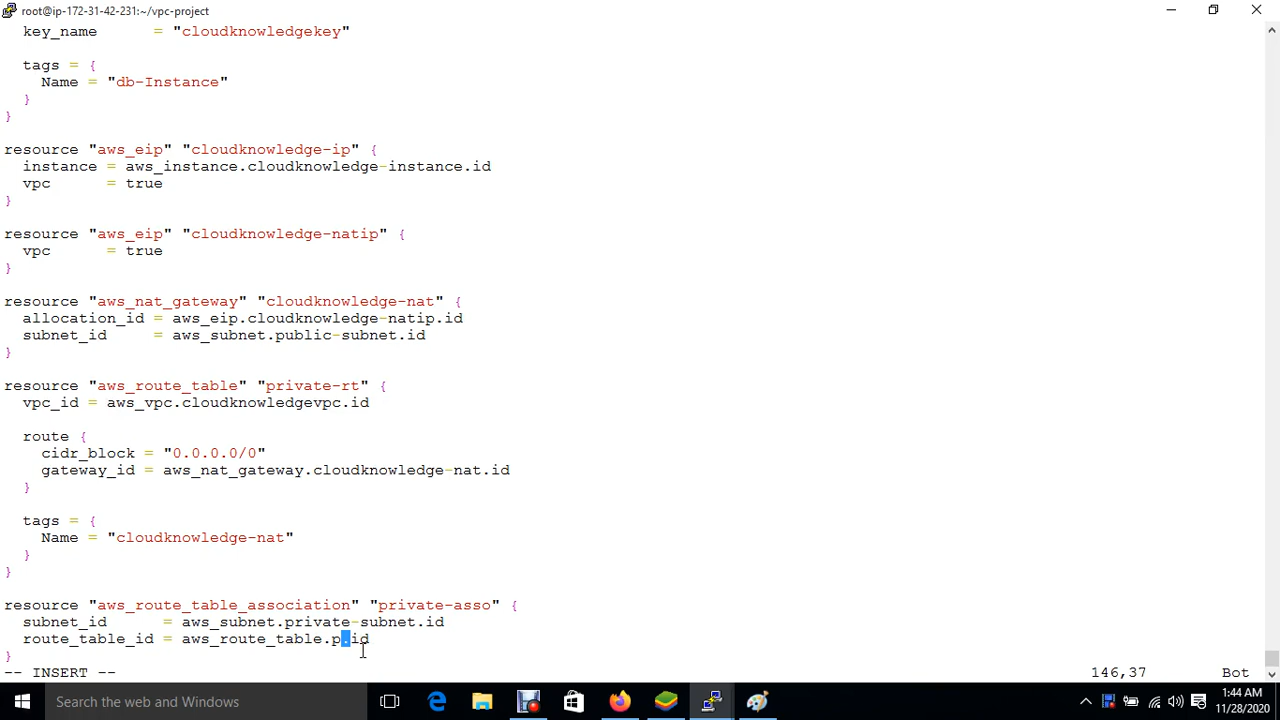 root@ip-172-31-42-231:~/vpc-project
key_name      = "cloudknowledgekey"
tags = {
Name = "db-Instance"
}
}
resource "aws_eip" "cloudknowledge-ip" {
instance = aws_instance.cloudknowledge-instance.id
vpc      = true
}
resource "aws_eip" "cloudknowledge-natip" {
vpc      = true
}
resource "aws_nat_gateway" "cloudknowledge-nat" {
allocation_id = aws_eip.cloudknowledge-natip.id
subnet_id     = aws_subnet.public-subnet.id
}
resource "aws_route_table" "private-rt" {
vpc_id = aws_vpc.cloudknowledgevpc.id
route {
cidr_block = "0.0.0.0/0"
gateway_id = aws_nat_gateway.cloudknowledge-nat.id
}
tags = {
Name = "cloudknowledge-nat"
}
}
resource "aws_route_table_association" "private-asso" {
subnet_id      = aws_subnet.private-subnet.id
route_table_id = aws_route_table.p.id
}
-- INSERT --                146,37        Bot
Search the web and Windows
1:44 AM
11/28/2020